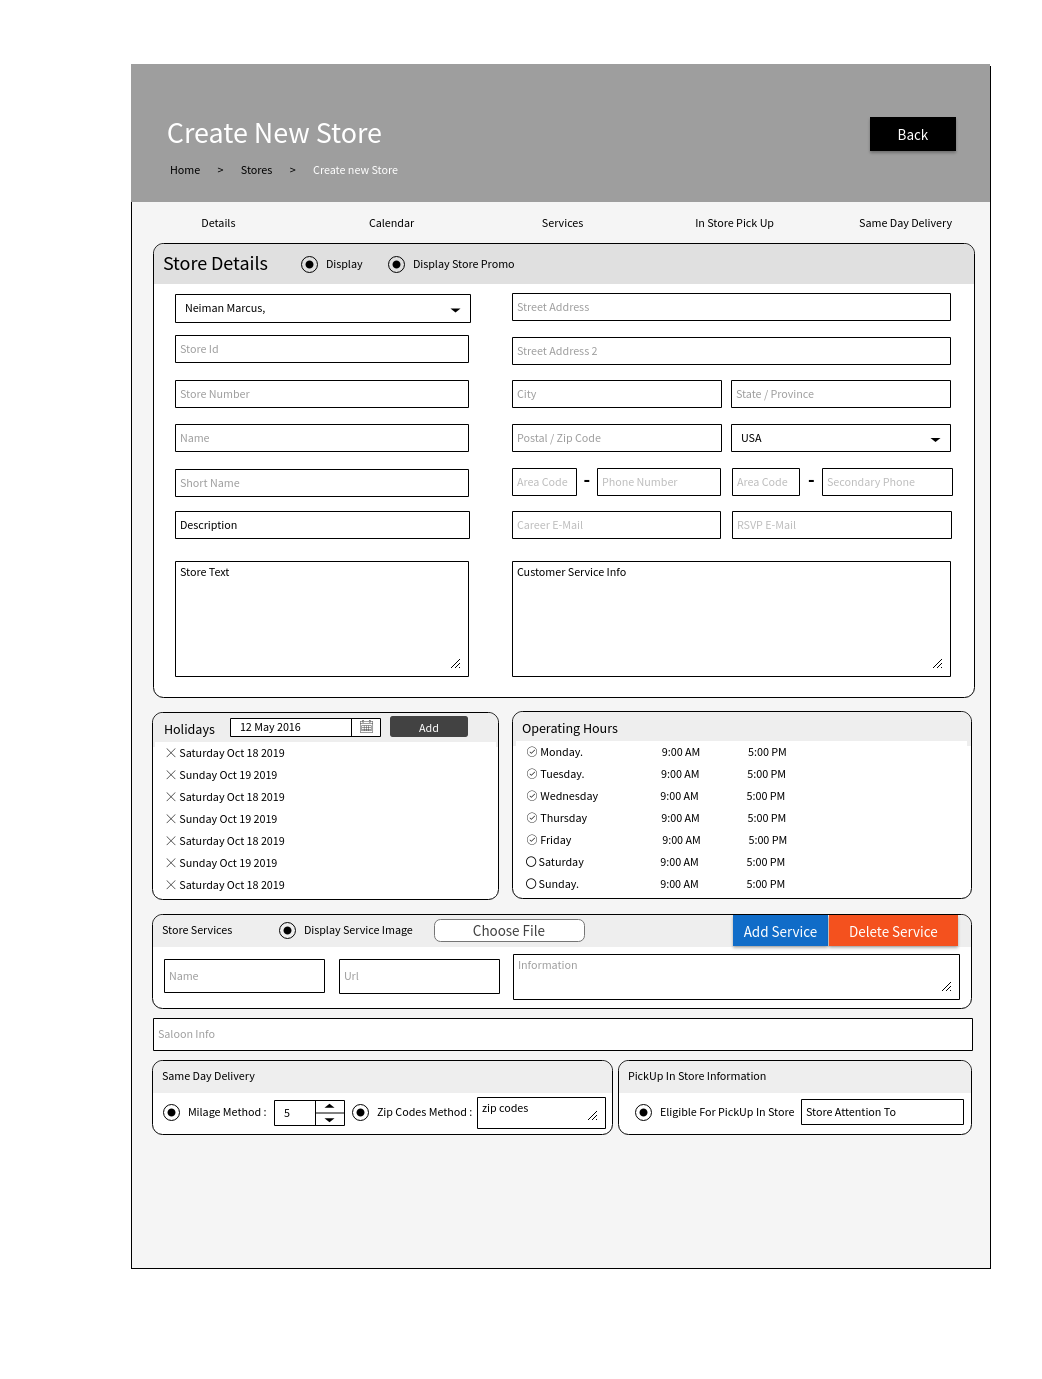 Create New Store
Back
Home > Stores > Create new Store
Details Calendar Services In Store Pick Up Same Day Delivery
Store Details Display Display Store Promo
Neiman Marcus,
Store Id
Store Number
Name
Short Name
Description
Store Text
Street Address
Street Address 2
City State / Province
Postal / Zip Code USA
Area Code - Phone Number Area Code - Secondary Phone
Career E-Mail RSVP E-Mail
Customer Service Info
Holidays 12 May 2016 Add
Saturday Oct 18 2019
Sunday Oct 19 2019
Saturday Oct 18 2019
Sunday Oct 19 2019
Saturday Oct 18 2019
Sunday Oct 19 2019
Saturday Oct 18 2019
Operating Hours
Monday. 9:00 AM 5:00 PM
Tuesday. 9:00 AM 5:00 PM
Wednesday 9:00 AM 5:00 PM
Thursday 9:00 AM 5:00 PM
Friday 9:00 AM 5:00 PM
Saturday 9:00 AM 5:00 PM
Sunday. 9:00 AM 5:00 PM
Store Services Display Service Image Choose File Add Service Delete Service
Name Url Information
Saloon Info
Same Day Delivery
Milage Method : 5 Zip Codes Method : zip codes
PickUp In Store Information
Eligible For PickUp In Store Store Attention To